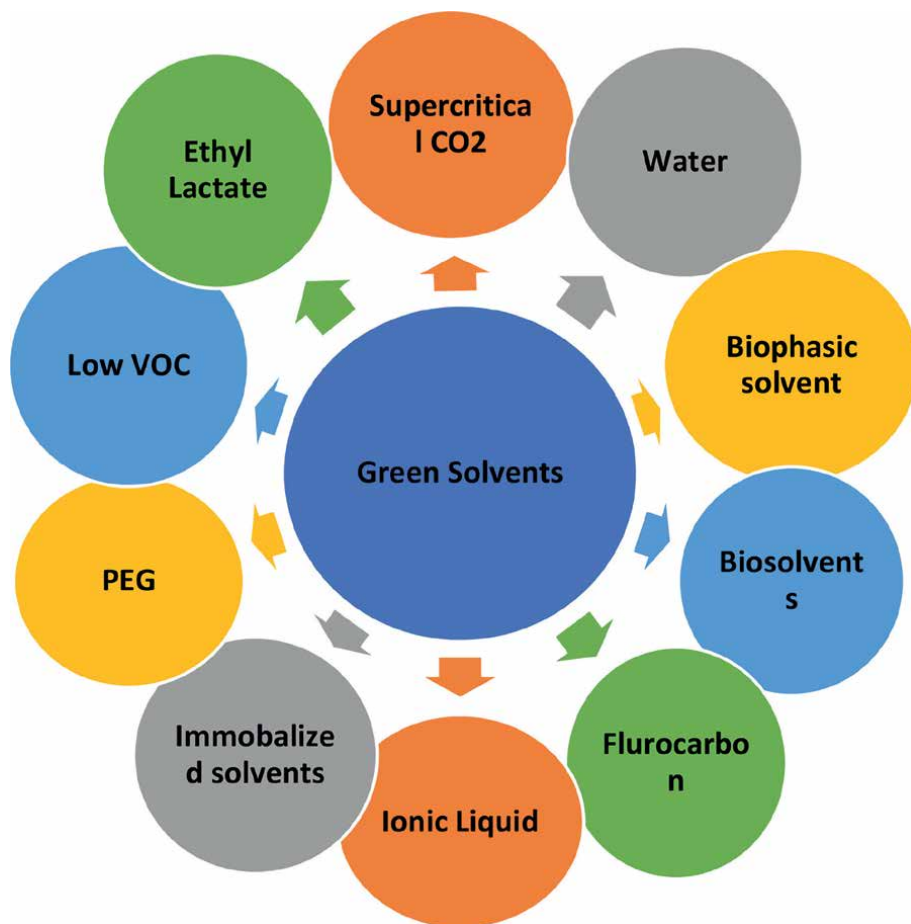 Supercritica
l CO2
Water
Biophasic
solvent
Biosolvent
s
Flurocarbo
n
Ionic Liquid
Immobalize
d solvents
PEG
Low VOC
Ethyl
Lactate
Green Solvents